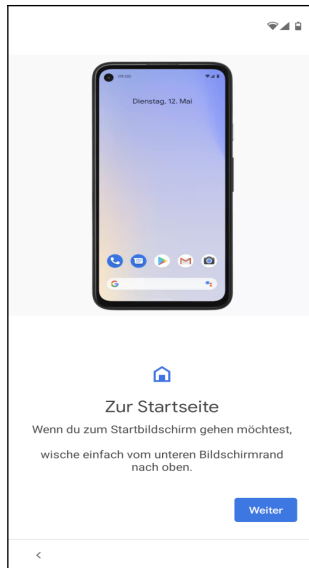 Dienstag, 12. Mai
G
Zur Startseite
Wenn du zum Startbildschirm gehen möchtest,
wische einfach vom unteren Bildschirmrand
nach oben.
Weiter